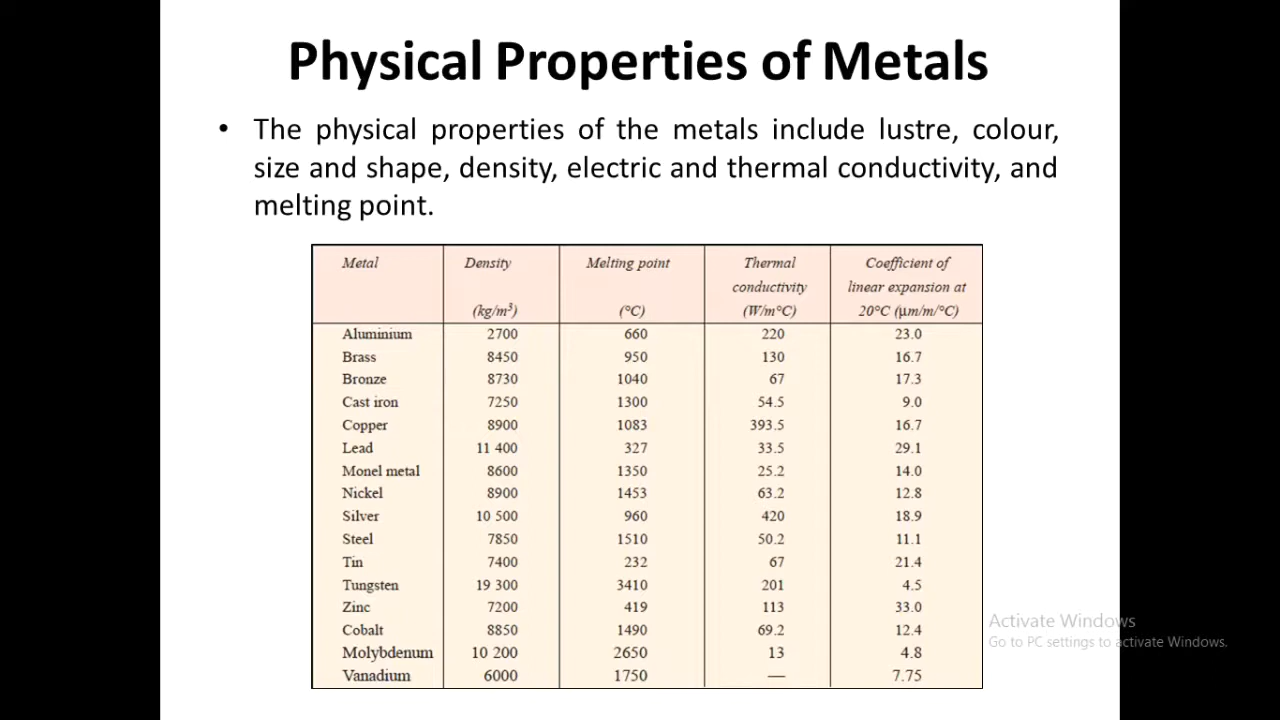 Physical Properties of Metals
• The physical properties of the metals include lustre, colour,
size and shape, density, electric and thermal conductivity, and
melting point.
Metal Density Melting point Thermal Coefficient of
conductivity linear expansion at
(kg/m³) (°C) (W/m°C) 20°C (μm/m/°C)
Aluminium 2700 660 220 23.0
Brass 8450 950 130 16.7
Bronze 8730 1040 67 17.3
Cast iron 7250 1300 54.5 9.0
Copper 8900 1083 393.5 16.7
Lead 11 400 327 33.5 29.1
Monel metal 8600 1350 25.2 14.0
Nickel 8900 1453 63.2 12.8
Silver 10 500 960 420 18.9
Steel 7850 1510 50.2 11.1
Tin 7400 232 67 21.4
Tungsten 19 300 3410 201 4.5
Zinc 7200 419 113 33.0
Cobalt 8850 1490 69.2 12.4
Molybdenum 10 200 2650 13 4.8
Vanadium 6000 1750 — 7.75
Activate Windows
Go to PC settings to activate Windows.